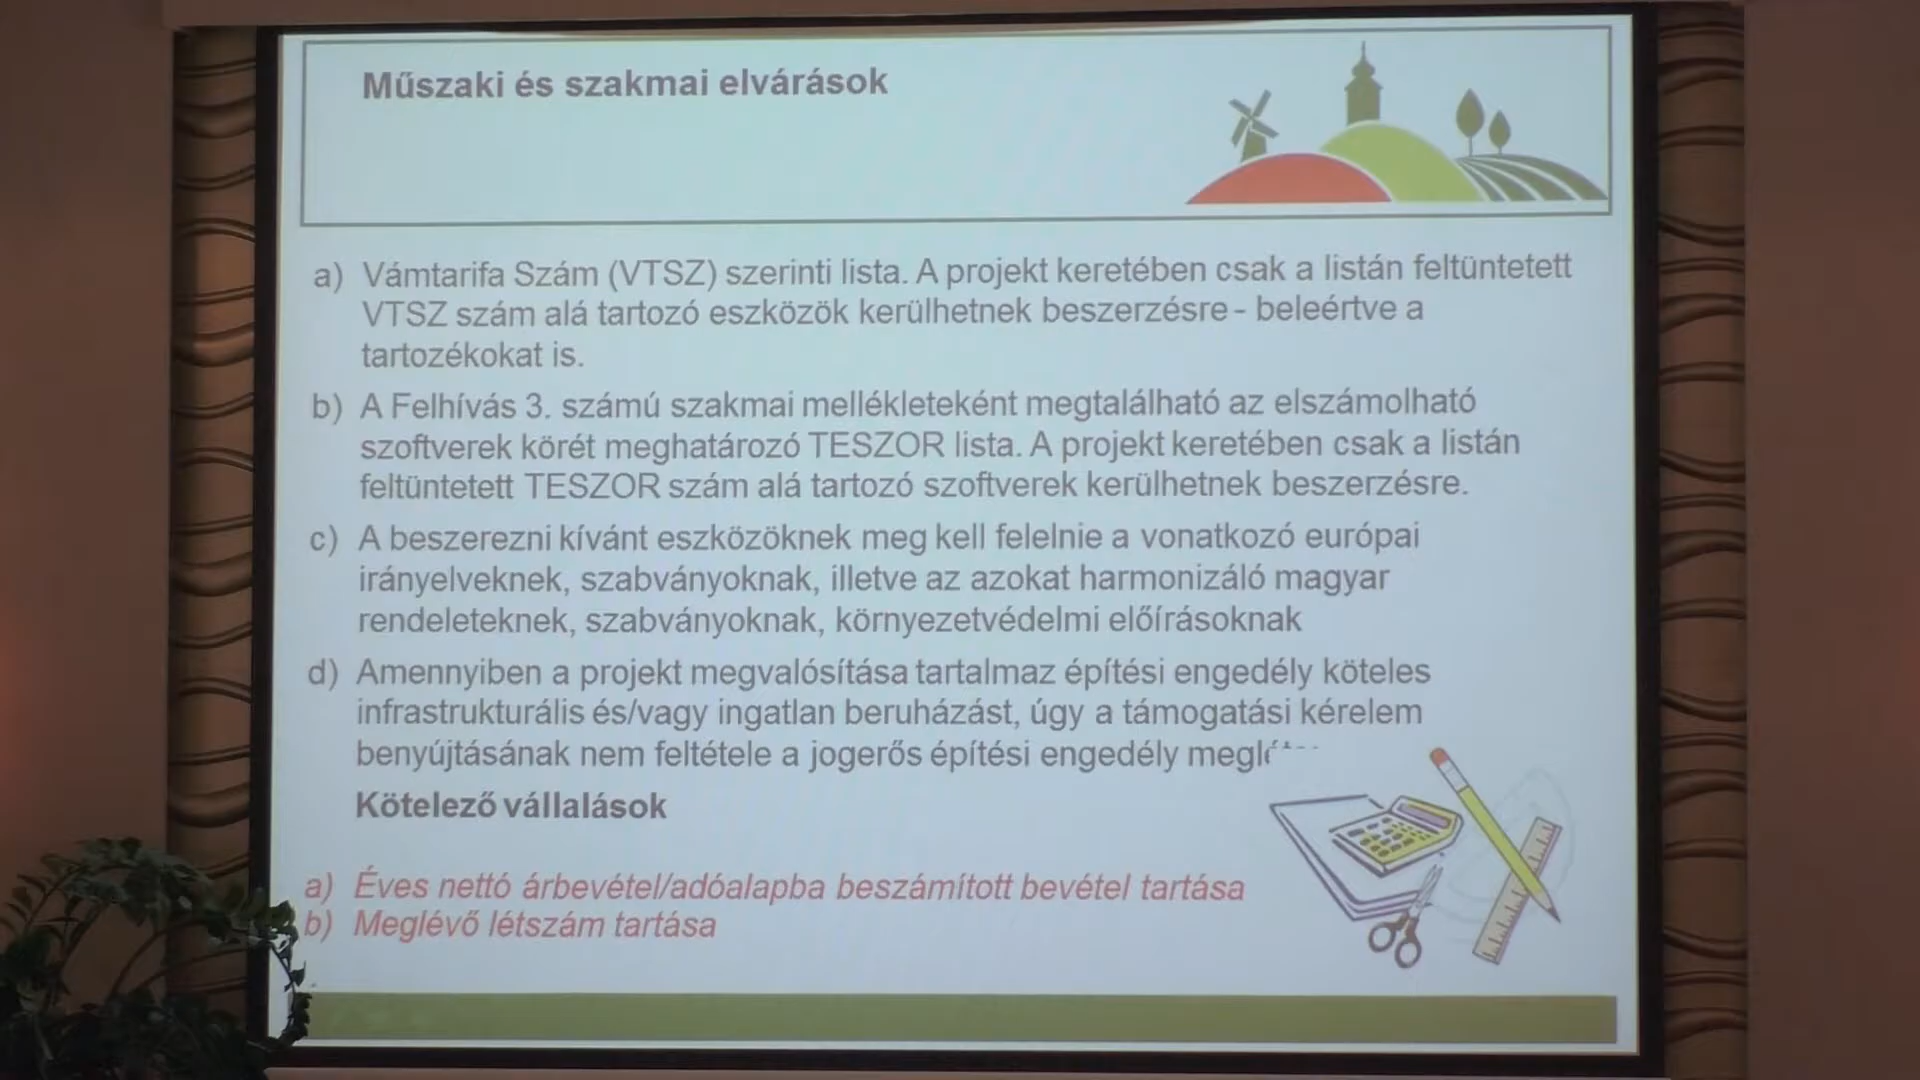 Műszaki és szakmai elvárások
a) Vámtarifa Szám (VTSZ) szerinti lista. A projekt keretében csak a listán feltüntetett
VTSZ szám alá tartozó eszközök kerülhetnek beszerzésre - beleértve a
tartozékokat is.
b) A Felhívás 3. számú szakmai mellékleteként megtalálható az elszámolható
szoftverek körét meghatározó TESZOR lista. A projekt keretében csak a listán
feltüntetett TESZOR szám alá tartozó szoftverek kerülhetnek beszerzésre.
c) A beszerezni kívánt eszközöknek meg kell felelnie a vonatkozó európai
irányelveknek, szabványoknak, illetve az azokat harmonizáló magyar
rendeleteknek, szabványoknak, környezetvédelmi előírásoknak
d) Amennyiben a projekt megvalósítása tartalmaz építési engedély köteles
infrastrukturális és/vagy ingatlan beruházást, úgy a támogatási kérelem
benyújtásának nem feltétele a jogerős építési engedély
Kötelező vállalások
a) Éves nettó árbevétel/adóalapba beszámított bevétel tartása
b) Meglévő létszám tartása